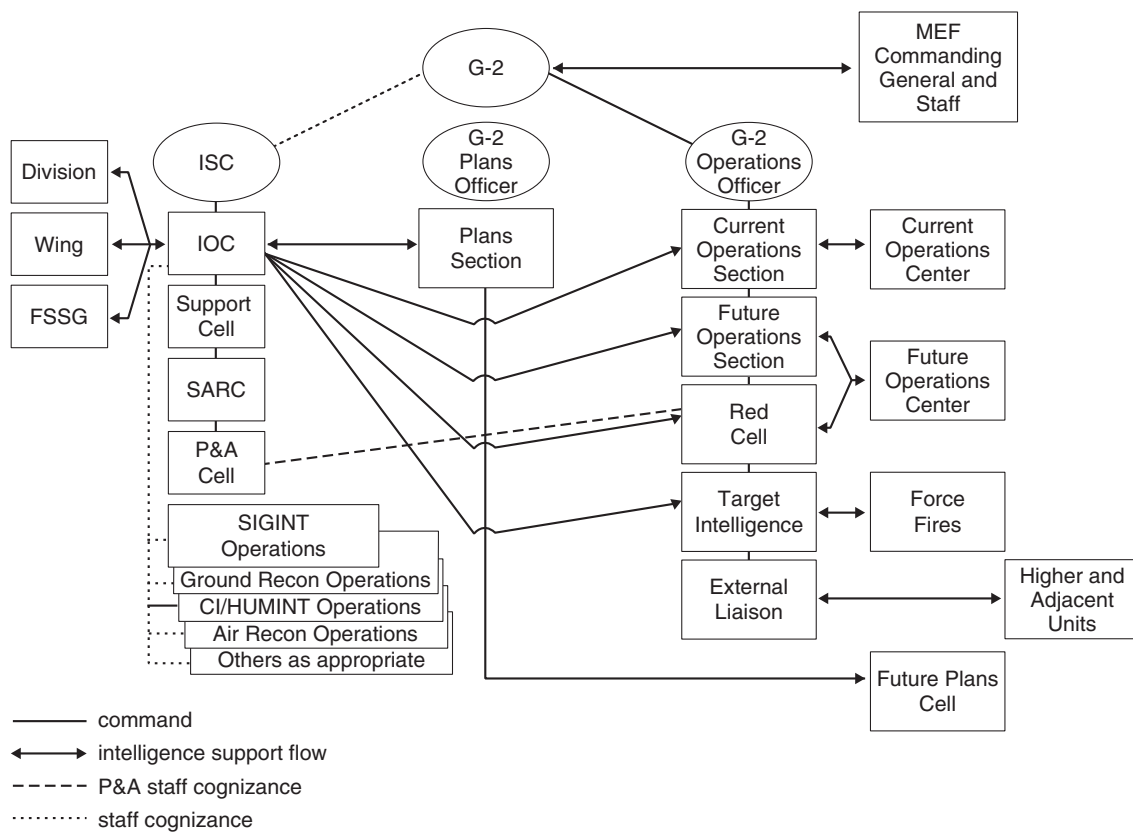 G-2
MEF
Commanding
General and
Staff
ISC
G-2
Plans
Officer
G-2
Operations
Officer
Division
Wing
FSSG
IOC
Support
Cell
SARC
P&A
Cell
Plans
Section
Current
Operations
Section
Current
Operations
Center
Future
Operations
Section
Future
Operations
Center
Red
Cell
Target
Intelligence
Force
Fires
External
Liaison
Higher and
Adjacent
Units
SIGINT
Operations
Ground Recon Operations
CI/HUMINT Operations
Air Recon Operations
Others as appropriate
Future Plans
Cell
command
intelligence support flow
P&A staff cognizance
staff cognizance